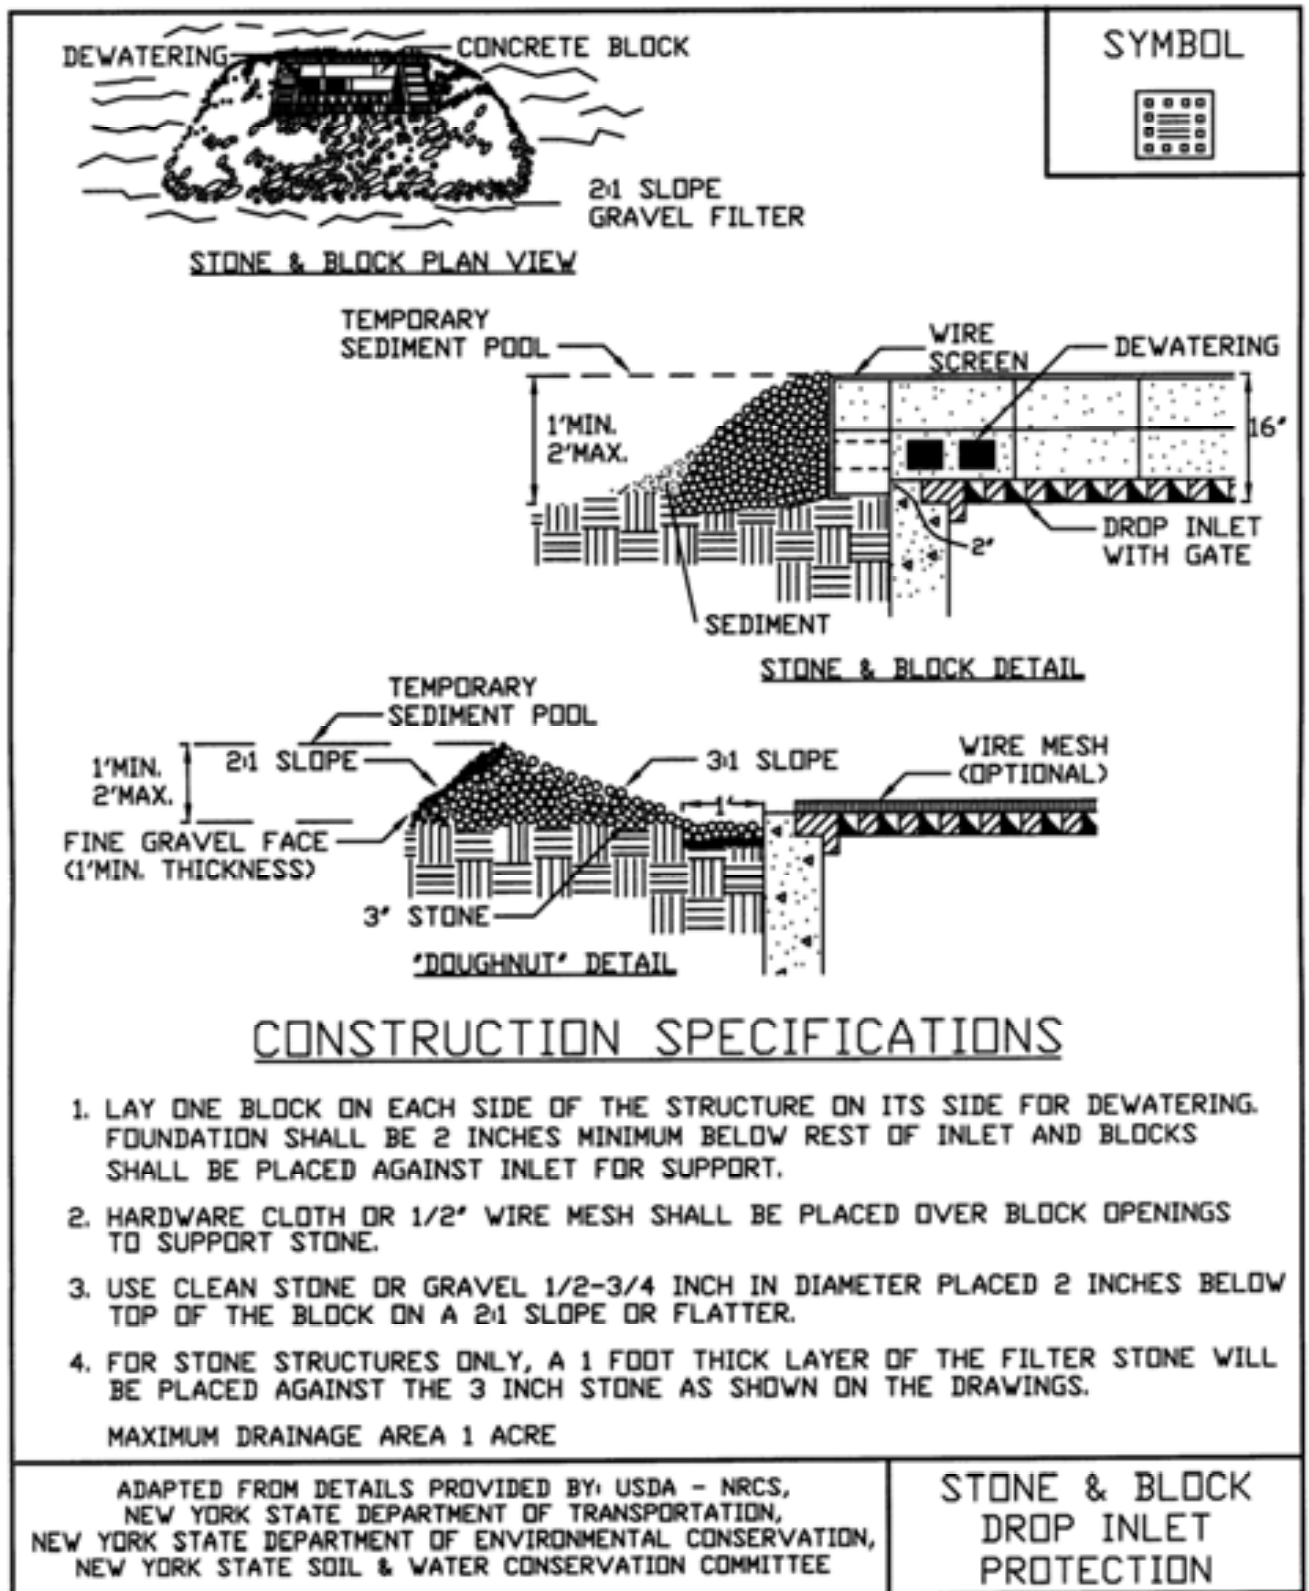 SYMBOL
DEWATERING
CONCRETE BLOCK
2:1 SLOPE
GRAVEL FILTER
STONE & BLOCK PLAN VIEW
TEMPORARY
SEDIMENT POOL
WIRE
SCREEN
DEWATERING
1'MIN.
2'MAX.
16"
DROP INLET
WITH GATE
2"
SEDIMENT
STONE & BLOCK DETAIL
TEMPORARY
SEDIMENT POOL
1'MIN.
2'MAX.
2:1 SLOPE
3:1 SLOPE
WIRE MESH
(OPTIONAL)
1'
FINE GRAVEL FACE
(1'MIN. THICKNESS)
3" STONE
"DOUGHNUT" DETAIL
CONSTRUCTION SPECIFICATIONS
1. LAY ONE BLOCK ON EACH SIDE OF THE STRUCTURE ON ITS SIDE FOR DEWATERING.
FOUNDATION SHALL BE 2 INCHES MINIMUM BELOW REST OF INLET AND BLOCKS
SHALL BE PLACED AGAINST INLET FOR SUPPORT.
2. HARDWARE CLOTH OR 1/2" WIRE MESH SHALL BE PLACED OVER BLOCK OPENINGS
TO SUPPORT STONE.
3. USE CLEAN STONE OR GRAVEL 1/2-3/4 INCH IN DIAMETER PLACED 2 INCHES BELOW
TOP OF THE BLOCK ON A 2:1 SLOPE OR FLATTER.
4. FOR STONE STRUCTURES ONLY, A 1 FOOT THICK LAYER OF THE FILTER STONE WILL
BE PLACED AGAINST THE 3 INCH STONE AS SHOWN ON THE DRAWINGS.
MAXIMUM DRAINAGE AREA 1 ACRE
ADAPTED FROM DETAILS PROVIDED BY: USDA - NRCS,
NEW YORK STATE DEPARTMENT OF TRANSPORTATION,
NEW YORK STATE DEPARTMENT OF ENVIRONMENTAL CONSERVATION,
NEW YORK STATE SOIL & WATER CONSERVATION COMMITTEE
STONE & BLOCK
DROP INLET
PROTECTION